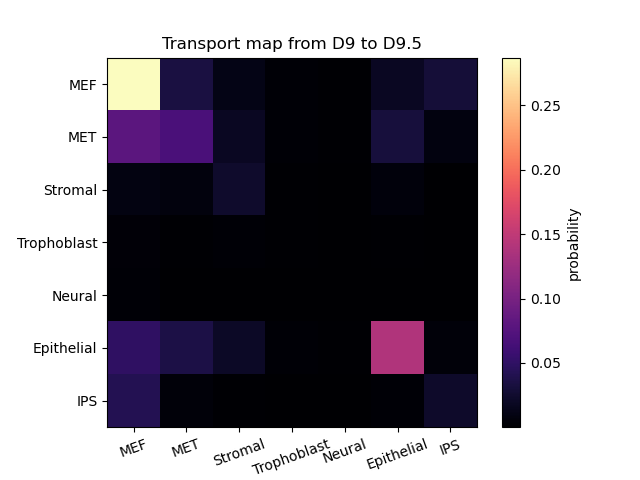 Transport map from D9 to D9.5
MEF
MET
Stromal
Trophoblast
Neural
Epithelial
IPS
MEF
MET
Stromal
Trophoblast
Neural
Epithelial
IPS
0.25
0.20
0.15
0.10
0.05
probability